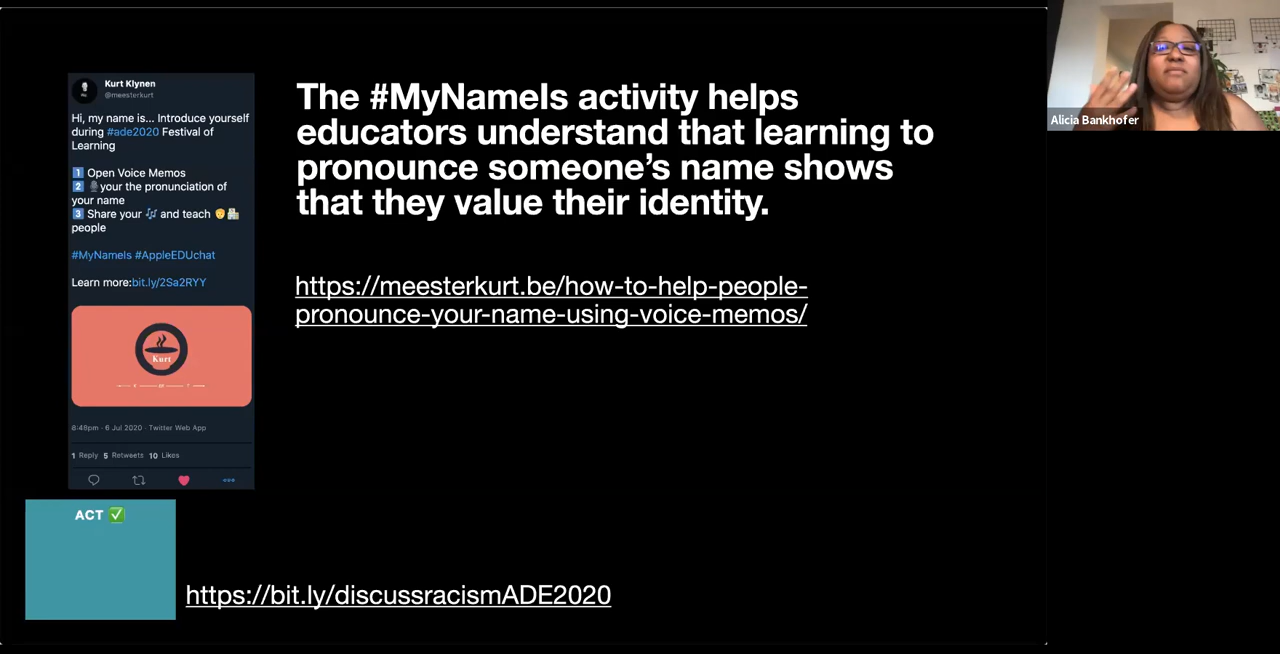 Kurt Klynen
@meesterkurt
Hi, my name is... Introduce yourself
during #ade2020 Festival of
Learning
1 Open Voice Memos
2 🎙your the pronunciation of
your name
3 Share your 🎶 and teach 🧑‍🏫
people
#MyNameIs #AppleEDUchat
Learn more:bit.ly/2Sa2RYY
Kurt
8:48pm · 6 Jul 2020 · Twitter Web App
1 Reply 5 Retweets 10 Likes
The #MyNameIs activity helps
educators understand that learning to
pronounce someone’s name shows
that they value their identity.
https://meesterkurt.be/how-to-help-people-
pronounce-your-name-using-voice-memos/
ACT ✅
https://bit.ly/discussracismADE2020
Alicia Bankhofer